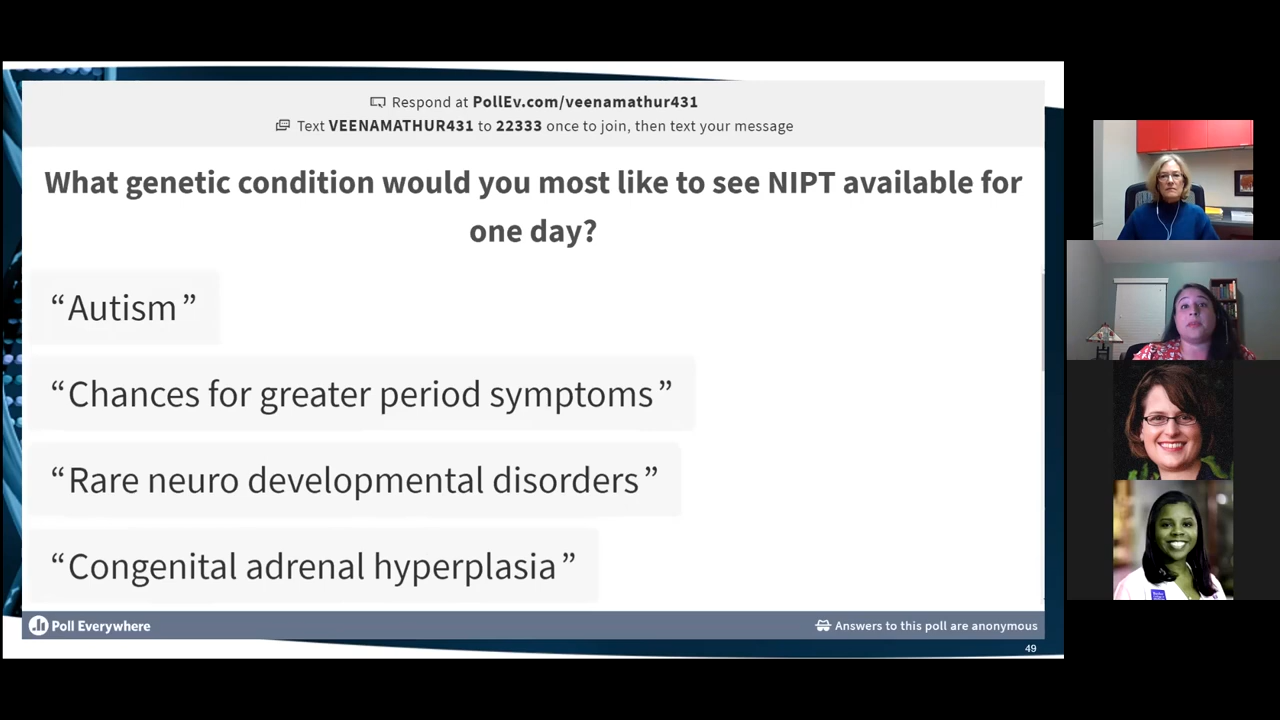 Respond at PollEv.com/veenamathur431
Text VEENAMATHUR431 to 22333 once to join, then text your message
What genetic condition would you most like to see NIPT available for
one day?
“Autism”
“Chances for greater period symptoms”
“Rare neuro developmental disorders”
“Congenital adrenal hyperplasia”
Poll Everywhere
Answers to this poll are anonymous
49